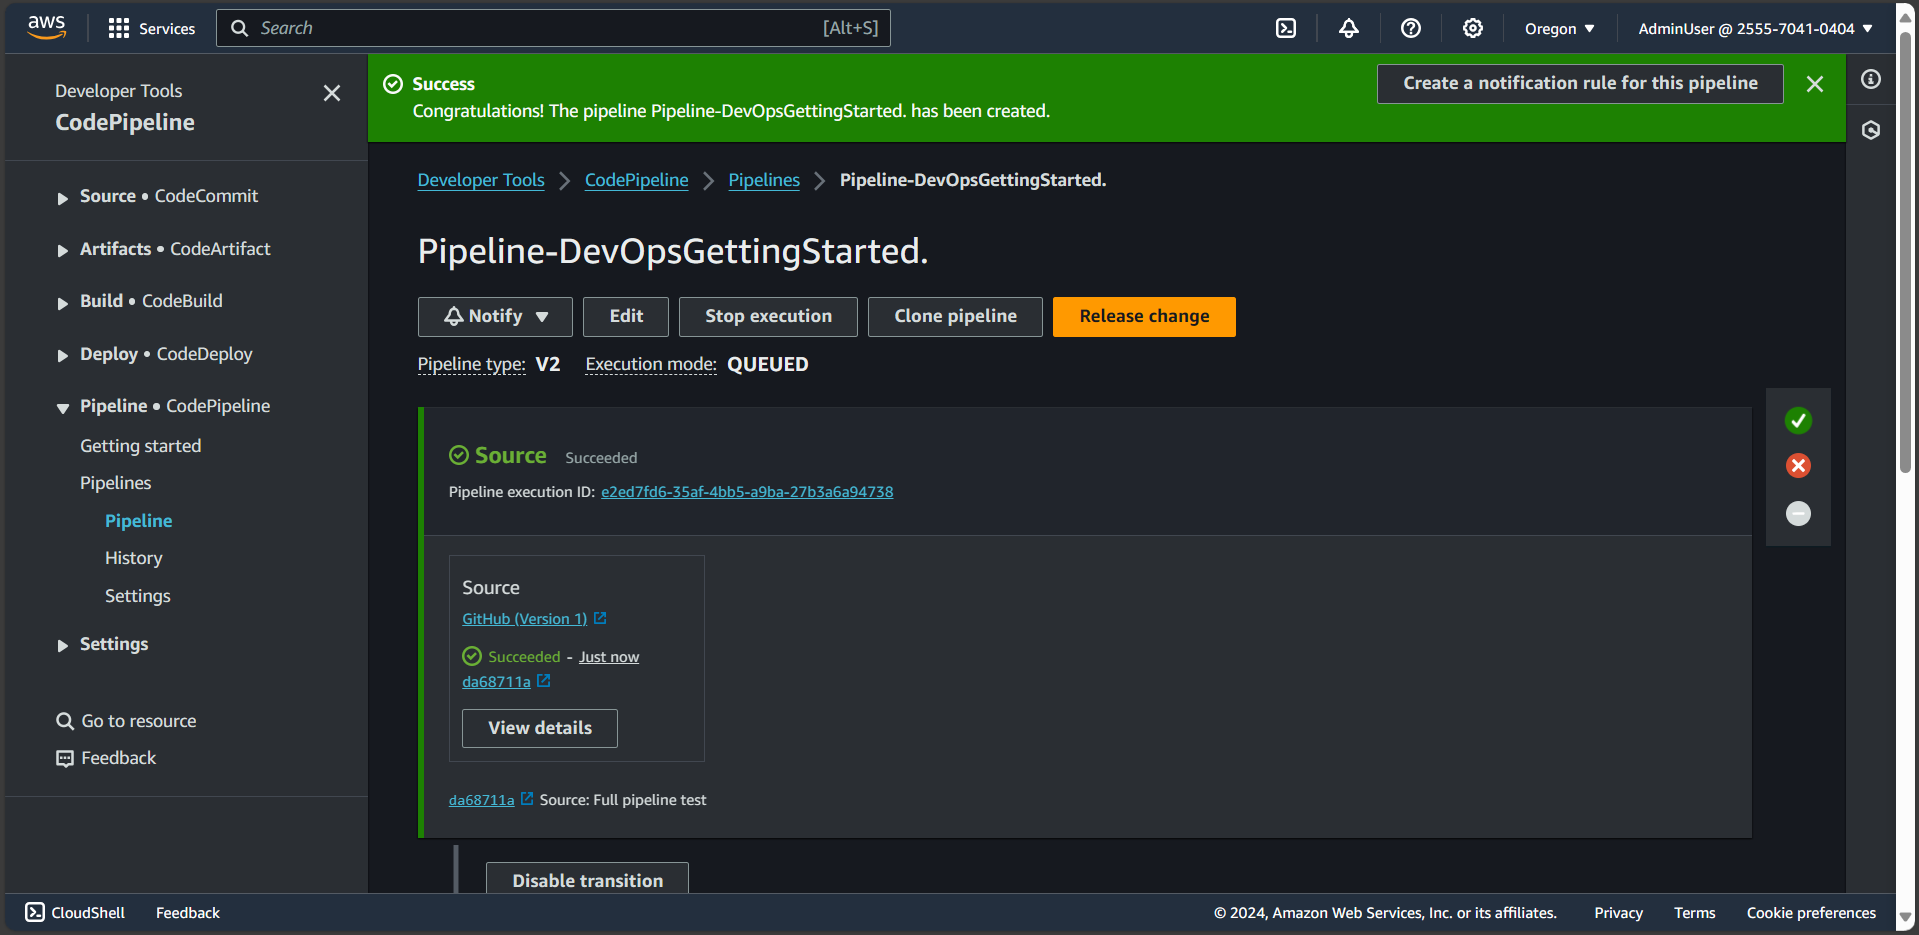 aws
Services
Search [Alt+S]
Oregon
AdminUser @ 2555-7041-0404
Developer Tools
CodePipeline
Source • CodeCommit
Artifacts • CodeArtifact
Build • CodeBuild
Deploy • CodeDeploy
Pipeline • CodePipeline
Getting started
Pipelines
Pipeline
History
Settings
Settings
Go to resource
Feedback
Success
Congratulations! The pipeline Pipeline-DevOpsGettingStarted. has been created.
Create a notification rule for this pipeline
Developer Tools
CodePipeline
Pipelines
Pipeline-DevOpsGettingStarted.
Pipeline-DevOpsGettingStarted.
Notify
Edit
Stop execution
Clone pipeline
Release change
Pipeline type: V2
Execution mode: QUEUED
Source Succeeded
Pipeline execution ID: e2ed7fd6-35af-4bb5-a9ba-27b3a6a94738
Source
GitHub (Version 1)
Succeeded - Just now
da68711a
View details
da68711a Source: Full pipeline test
Disable transition
CloudShell
Feedback
© 2024, Amazon Web Services, Inc. or its affiliates.
Privacy
Terms
Cookie preferences